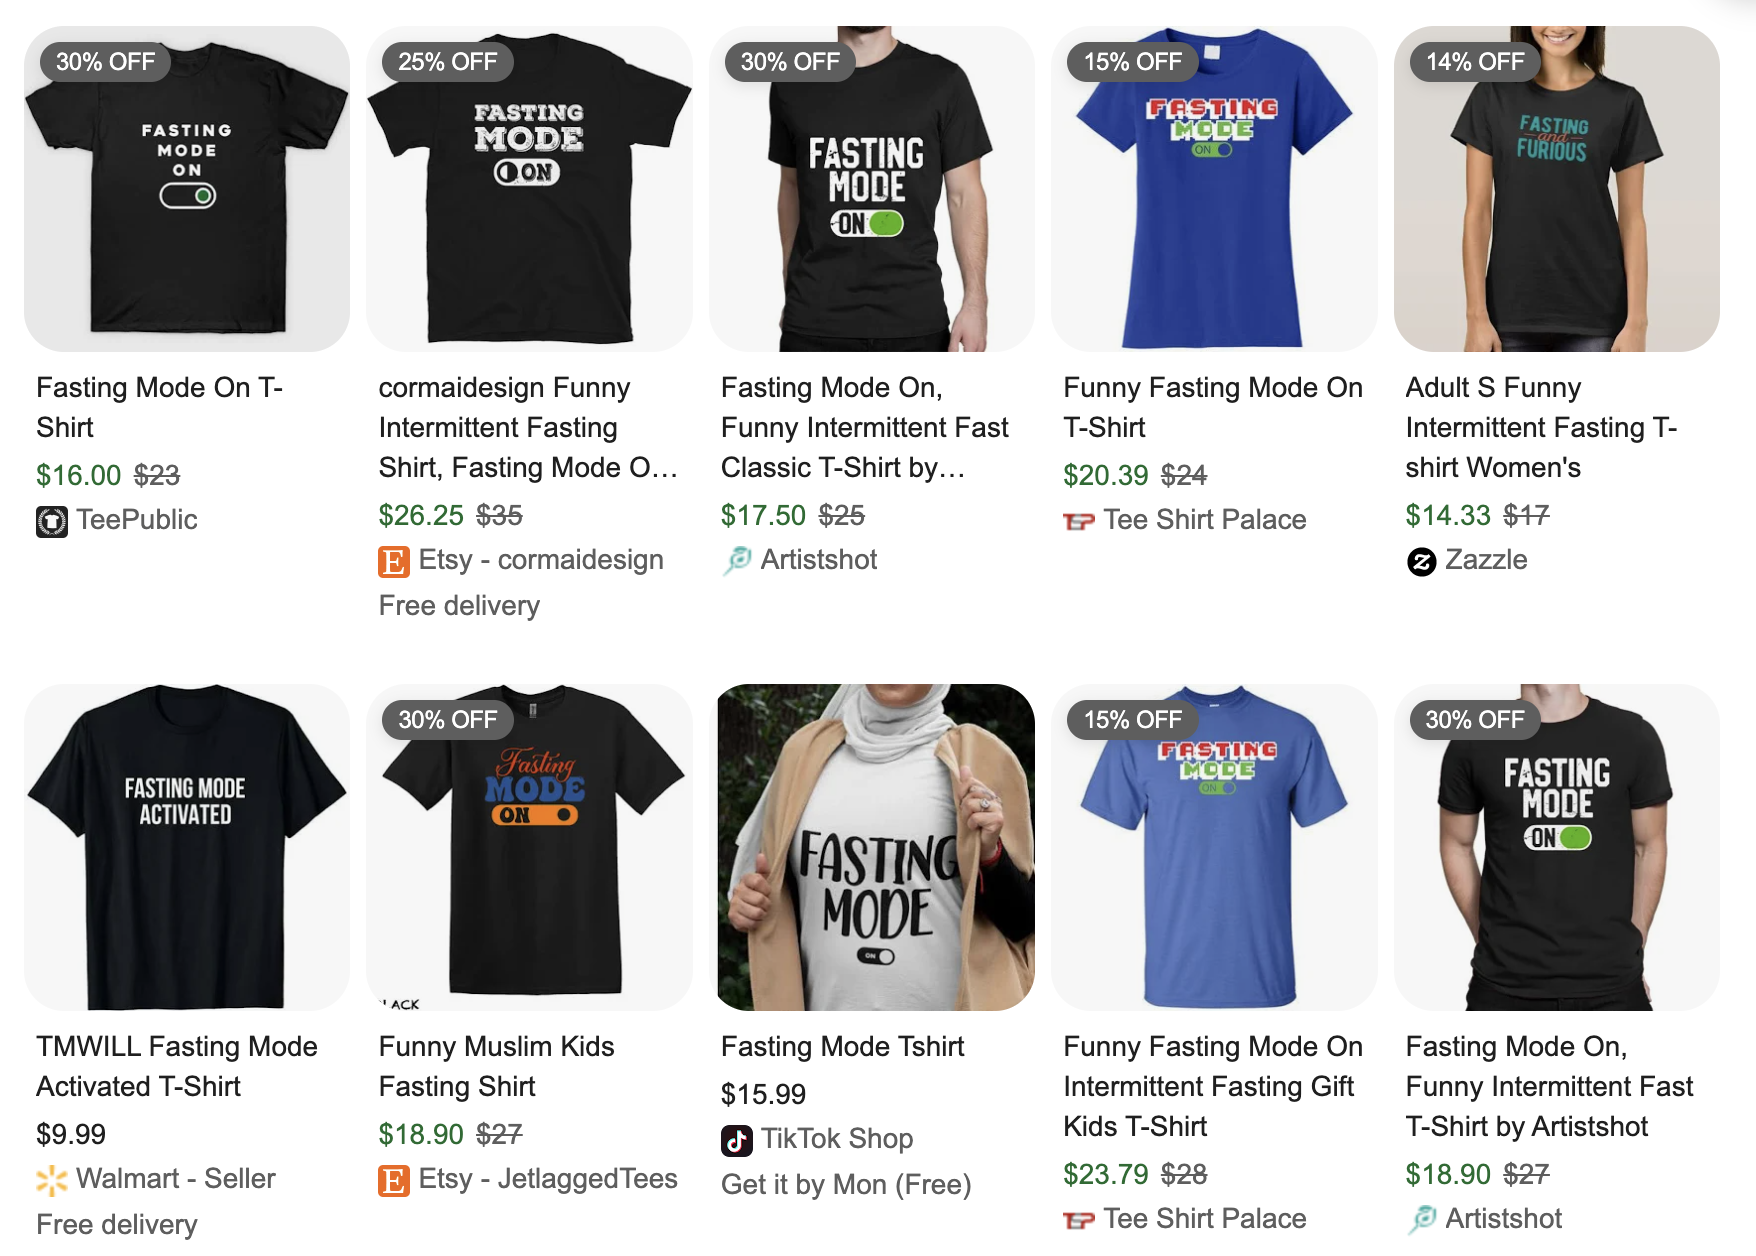 30% OFF
FASTING
MODE
ON
Fasting Mode On T-
Shirt
$16.00 $23
TeePublic
25% OFF
FASTING
MODE
ON
cormaidesign Funny
Intermittent Fasting
Shirt, Fasting Mode O...
$26.25 $35
E Etsy - cormaidesign
Free delivery
30% OFF
FASTING
MODE
ON
Fasting Mode On,
Funny Intermittent Fast
Classic T-Shirt by...
$17.50 $25
Artistshot
15% OFF
FASTING
MODE
ON
Funny Fasting Mode On
T-Shirt
$20.39 $24
TSP Tee Shirt Palace
14% OFF
FASTING
and
FURIOUS
Adult S Funny
Intermittent Fasting T-
shirt Women's
$14.33 $17
Z Zazzle
FASTING MODE
ACTIVATED
TMWILL Fasting Mode
Activated T-Shirt
$9.99
Walmart - Seller
Free delivery
30% OFF
Fasting
MODE
ON
LACK
Funny Muslim Kids
Fasting Shirt
$18.90 $27
E Etsy - JetlaggedTees
FASTING
MODE
ON
Fasting Mode Tshirt
$15.99
TikTok Shop
Get it by Mon (Free)
15% OFF
FASTING
MODE
ON
Funny Fasting Mode On
Intermittent Fasting Gift
Kids T-Shirt
$23.79 $28
TSP Tee Shirt Palace
30% OFF
FASTING
MODE
ON
Fasting Mode On,
Funny Intermittent Fast
T-Shirt by Artistshot
$18.90 $27
Artistshot